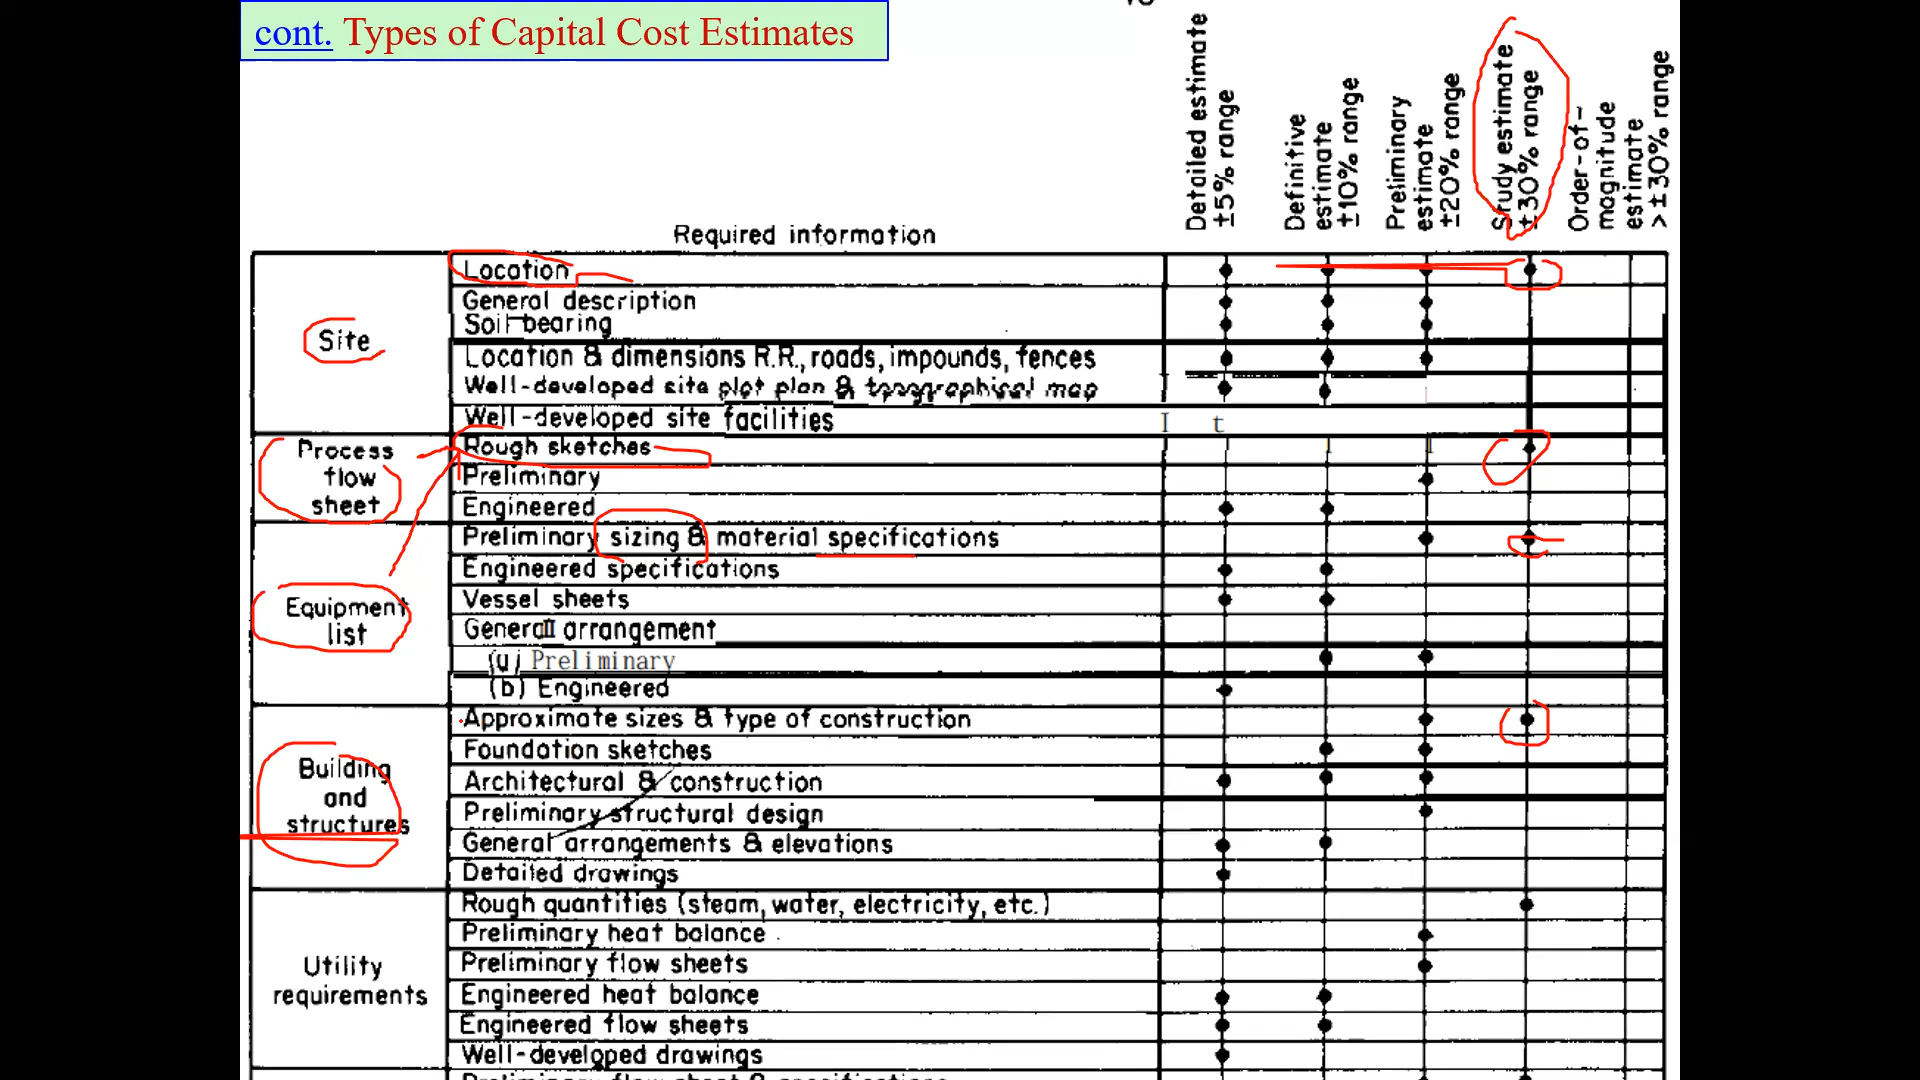 cont. Types of Capital Cost Estimates
Required information
Detailed estimate
±5% range
Definitive
estimate
±10% range
Preliminary
estimate
±20% range
Study estimate
±30% range
Order-of-
magnitude
estimate
>±30% range
Site
Location
General description
Soil bearing
Location & dimensions R.R., roads, impounds, fences
Well-developed site plot plan & topographical map
Well-developed site facilities
I t
Process
flow
sheet
Rough sketches
Preliminary
Engineered
Equipment
list
Preliminary sizing & material specifications
Engineered specifications
Vessel sheets
General arrangement
(a) Preliminary
(b) Engineered
Building
and
structures
Approximate sizes & type of construction
Foundation sketches
Architectural & construction
Preliminary structural design
General arrangements & elevations
Detailed drawings
Utility
requirements
Rough quantities (steam, water, electricity, etc.)
Preliminary heat balance
Preliminary flow sheets
Engineered heat balance
Engineered flow sheets
Well-developed drawings